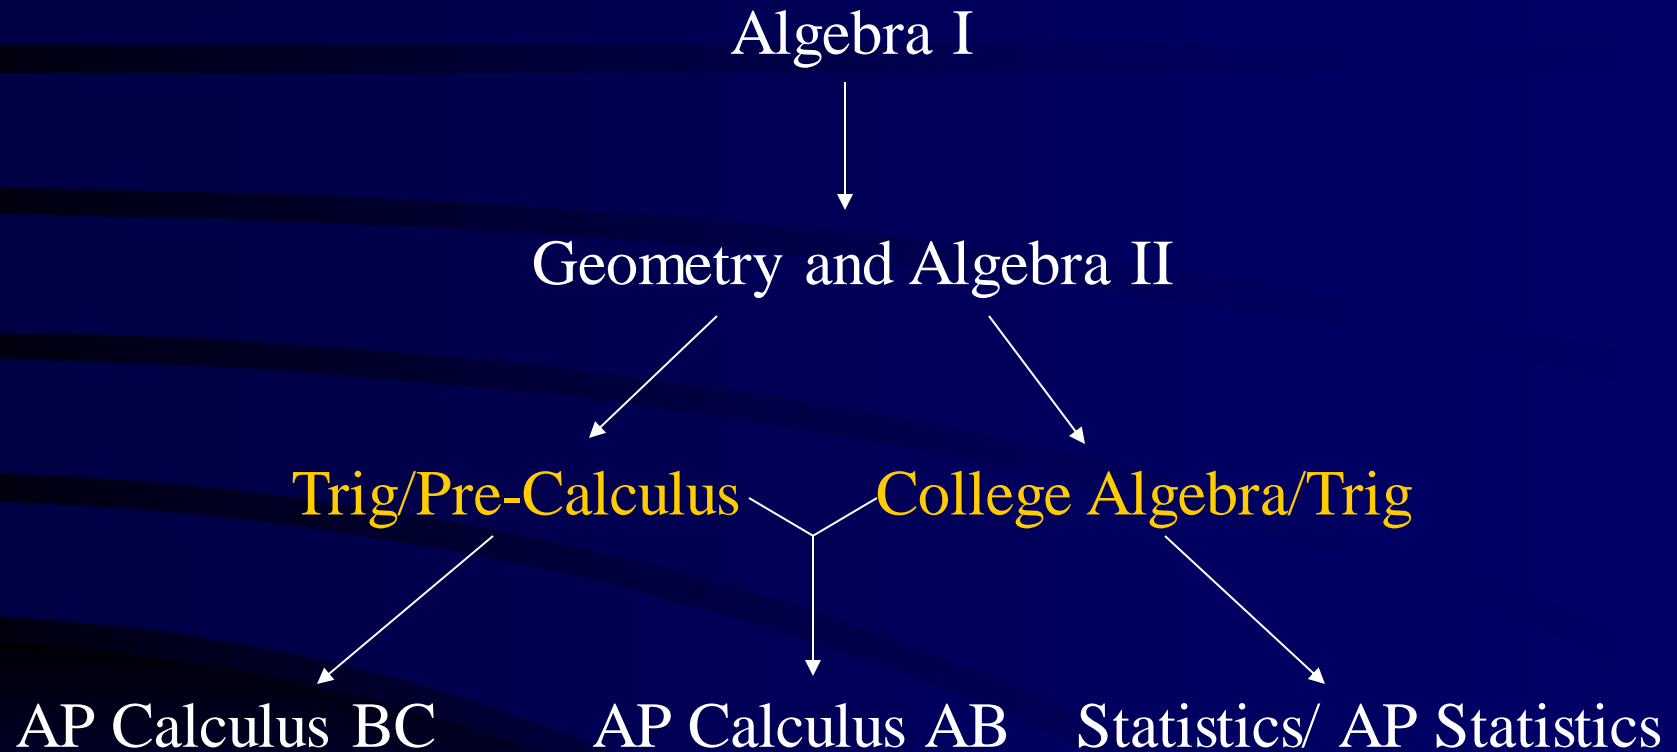 Algebra I
Geometry and Algebra II
Trig/Pre-Calculus College Algebra/Trig
AP Calculus BC AP Calculus AB Statistics/ AP Statistics